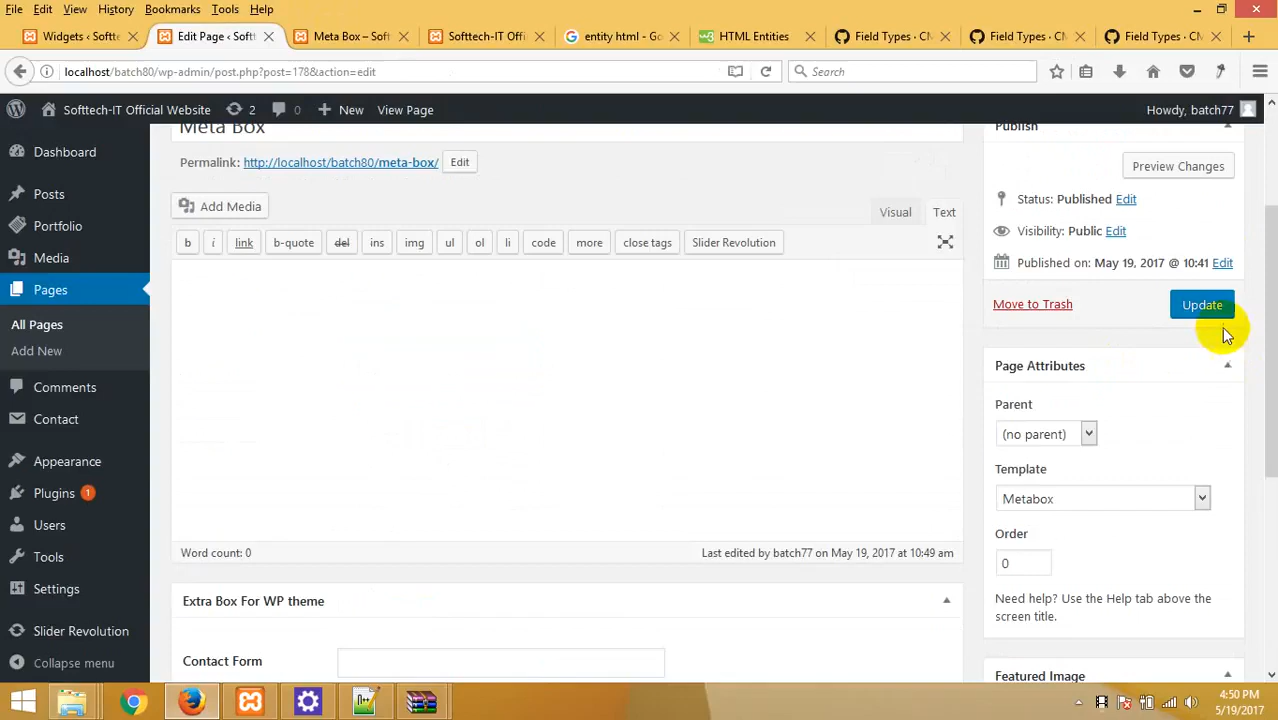 File Edit View History Bookmarks Tools Help
Widgets ‹ Softte
Edit Page ‹ Soft
Meta Box – Soft
Softtech-IT Offi
entity html - Go
HTML Entities
Field Types · CM
Field Types · CM
Field Types · CM
localhost/batch80/wp-admin/post.php?post=178&action=edit
Search
Softtech-IT Official Website 2 0 New View Page
Howdy, batch77
Dashboard
Posts
Portfolio
Media
Pages
All Pages
Add New
Comments
Contact
Appearance
Plugins 1
Users
Tools
Settings
Slider Revolution
Collapse menu
Meta Box
Permalink: http://localhost/batch80/meta-box/ Edit
Add Media
Visual Text
b i link b-quote del ins img ul ol li code more close tags Slider Revolution
Word count: 0
Last edited by batch77 on May 19, 2017 at 10:49 am
Extra Box For WP theme
Contact Form
Publish
Preview Changes
Status: Published Edit
Visibility: Public Edit
Published on: May 19, 2017 @ 10:41 Edit
Move to Trash
Update
Page Attributes
Parent
(no parent)
Template
Metabox
Order
0
Need help? Use the Help tab above the
screen title.
Featured Image
4:50 PM
5/19/2017